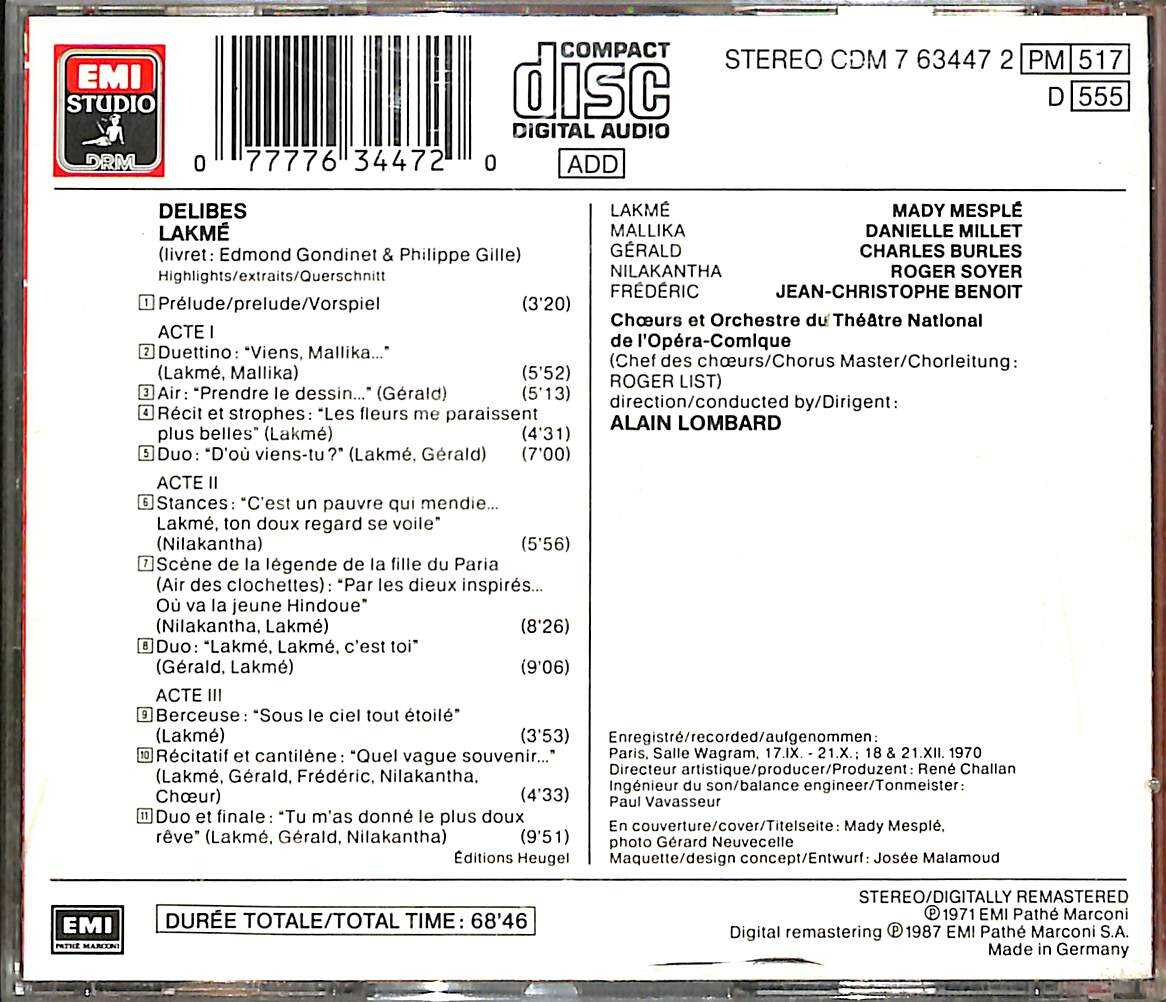 EMI
STUDIO
DRM
0 77776 34472 0
COMPACT
disc
DIGITAL AUDIO
ADD
STEREO CDM 7 63447 2 PM 517
D 555
DELIBES
LAKMÉ
(livret: Edmond Gondinet & Philippe Gille)
Highlights/extraits/Querschnitt
1 Prélude/prelude/Vorspiel (3'20)
ACTE I
2 Duettino: "Viens, Mallika..."
(Lakmé, Mallika) (5'52)
3 Air: "Prendre le dessin..." (Gérald) (5'13)
4 Récit et strophes: "Les fleurs me paraissent
plus belles" (Lakmé) (4'31)
5 Duo: "D'où viens-tu?" (Lakmé, Gérald) (7'00)
ACTE II
6 Stances: "C'est un pauvre qui mendie...
Lakmé, ton doux regard se voile"
(Nilakantha) (5'56)
7 Scène de la légende de la fille du Paria
(Air des clochettes): "Par les dieux inspirés...
Où va la jeune Hindoue"
(Nilakantha, Lakmé) (8'26)
8 Duo: "Lakmé, Lakmé, c'est toi"
(Gérald, Lakmé) (9'06)
ACTE III
9 Berceuse: "Sous le ciel tout étoilé"
(Lakmé) (3'53)
10 Récitatif et cantilène: "Quel vague souvenir..."
(Lakmé, Gérald, Frédéric, Nilakantha,
Chœur) (4'33)
11 Duo et finale: "Tu m'as donné le plus doux
rêve" (Lakmé, Gérald, Nilakantha) (9'51)
Éditions Heugel
LAKMÉ MADY MESPLÉ
MALLIKA DANIELLE MILLET
GÉRALD CHARLES BURLES
NILAKANTHA ROGER SOYER
FRÉDÉRIC JEAN-CHRISTOPHE BENOIT
Chœurs et Orchestre du Théâtre National
de l'Opéra-Comique
(Chef des chœurs/Chorus Master/Chorleitung:
ROGER LIST)
direction/conducted by/Dirigent:
ALAIN LOMBARD
Enregistré/recorded/aufgenommen:
Paris, Salle Wagram, 17.IX. - 21.X.; 18 & 21.XII. 1970
Directeur artistique/producer/Produzent: René Challan
Ingénieur du son/balance engineer/Tonmeister:
Paul Vavasseur
En couverture/cover/Titelseite: Mady Mesplé,
photo Gérard Neuvecelle
Maquette/design concept/Entwurf: Josée Malamoud
EMI
PATHÉ MARCONI
DURÉE TOTALE/TOTAL TIME: 68'46
STEREO/DIGITALLY REMASTERED
℗1971 EMI Pathé Marconi
Digital remastering ℗1987 EMI Pathé Marconi S.A.
Made in Germany